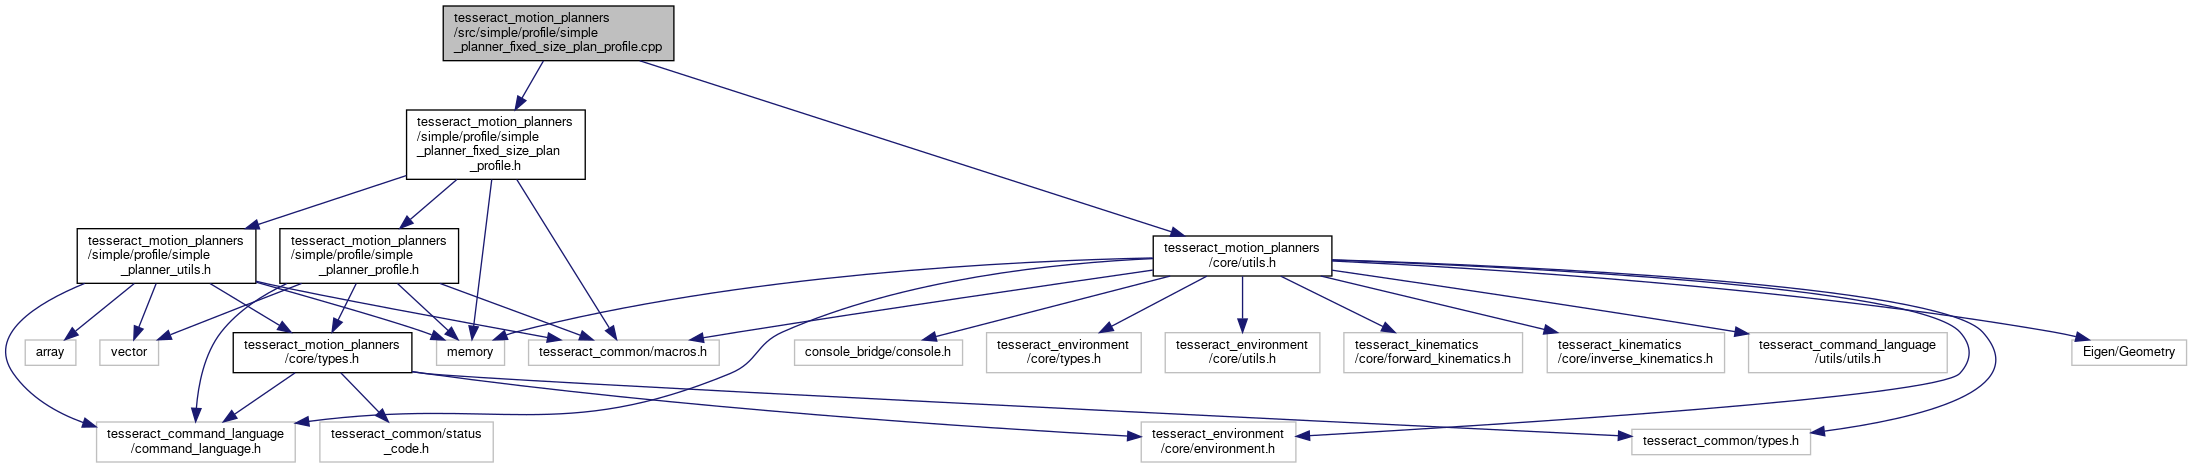 tesseract_motion_planners
/src/simple/profile/simple
_planner_fixed_size_plan_profile.cpp
tesseract_motion_planners
/simple/profile/simple
_planner_fixed_size_plan
_profile.h
tesseract_motion_planners
/simple/profile/simple
_planner_utils.h
tesseract_motion_planners
/simple/profile/simple
_planner_profile.h
tesseract_motion_planners
/core/utils.h
array
vector
tesseract_motion_planners
/core/types.h
memory
tesseract_common/macros.h
console_bridge/console.h
tesseract_environment
/core/types.h
tesseract_environment
/core/utils.h
tesseract_kinematics
/core/forward_kinematics.h
tesseract_kinematics
/core/inverse_kinematics.h
tesseract_command_language
/utils/utils.h
Eigen/Geometry
tesseract_command_language
/command_language.h
tesseract_common/status
_code.h
tesseract_environment
/core/environment.h
tesseract_common/types.h